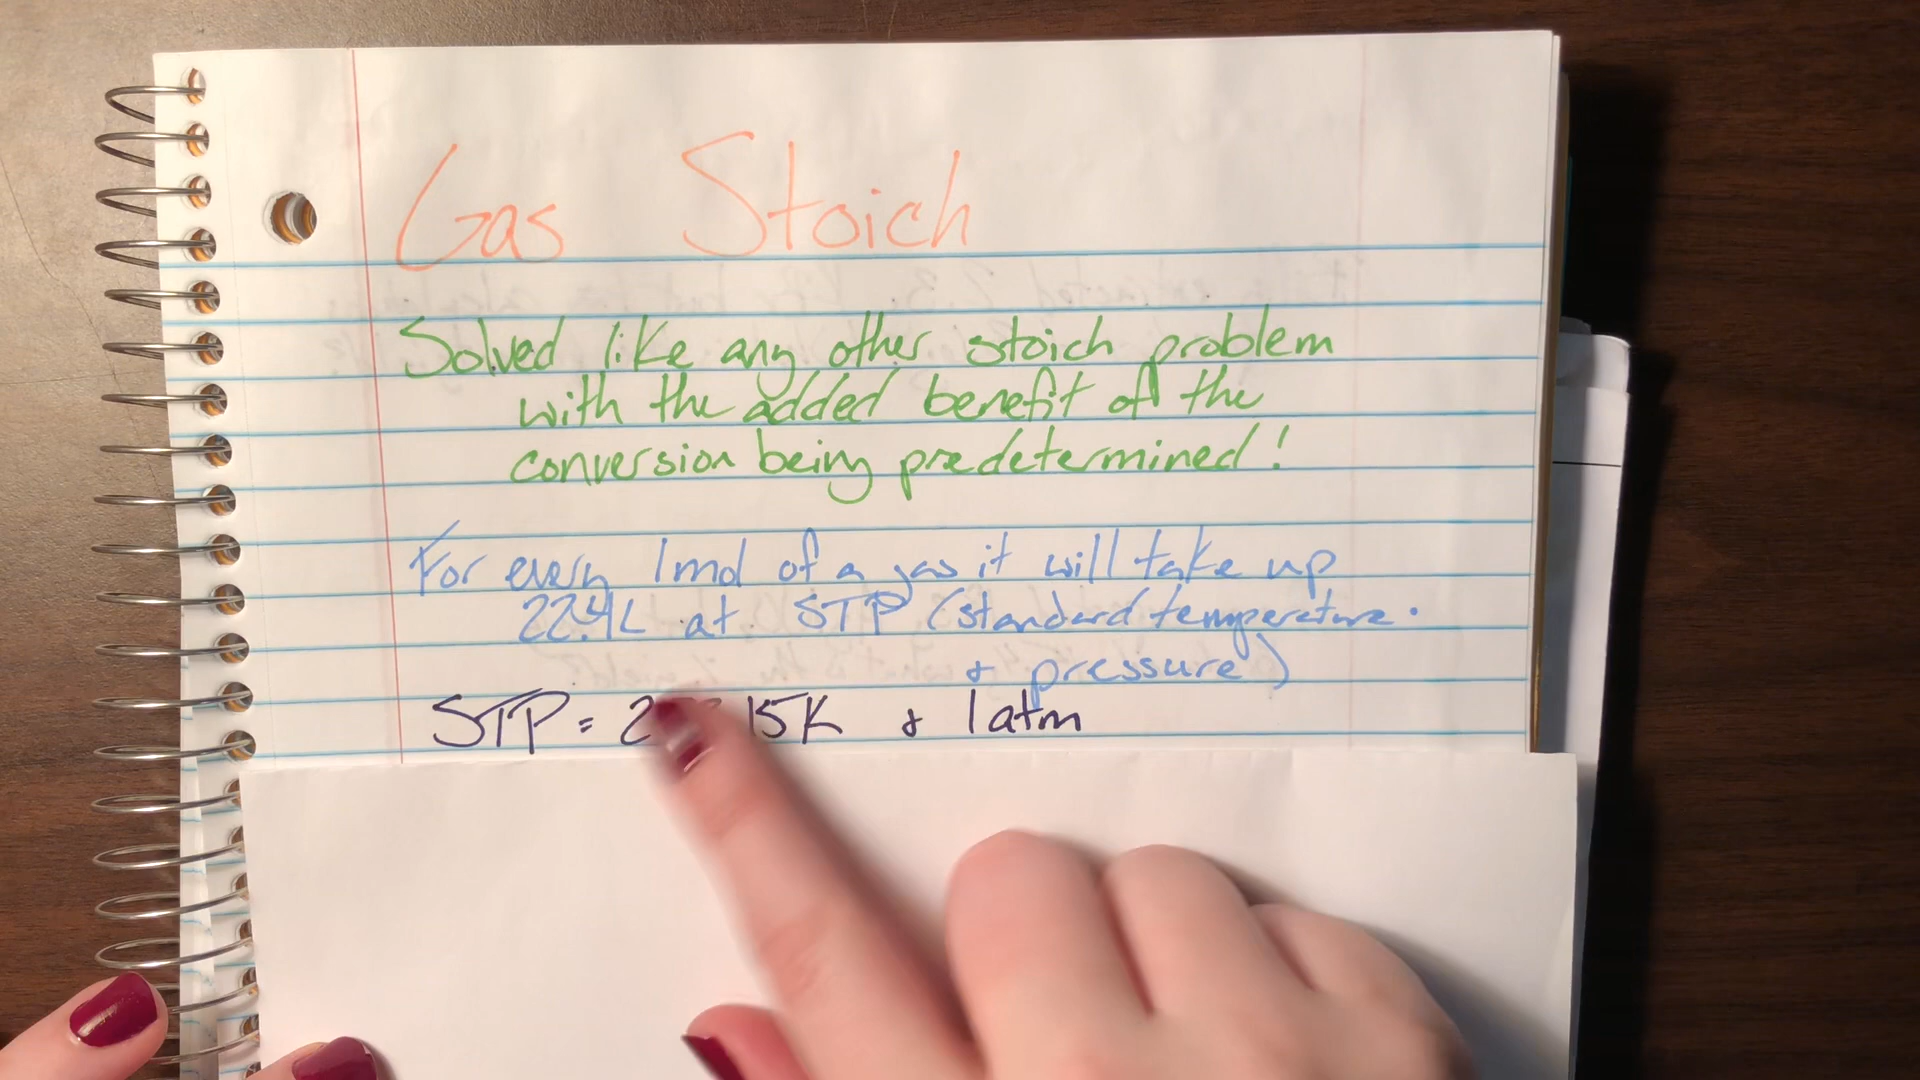 Gas Stoich
Solved like any other stoich problem
with the added benefit of the
conversion being predetermined!
For every 1mol of a gas it will take up
22.4L at STP (standard temperature
& pressure)
STP = 2 15K & 1atm